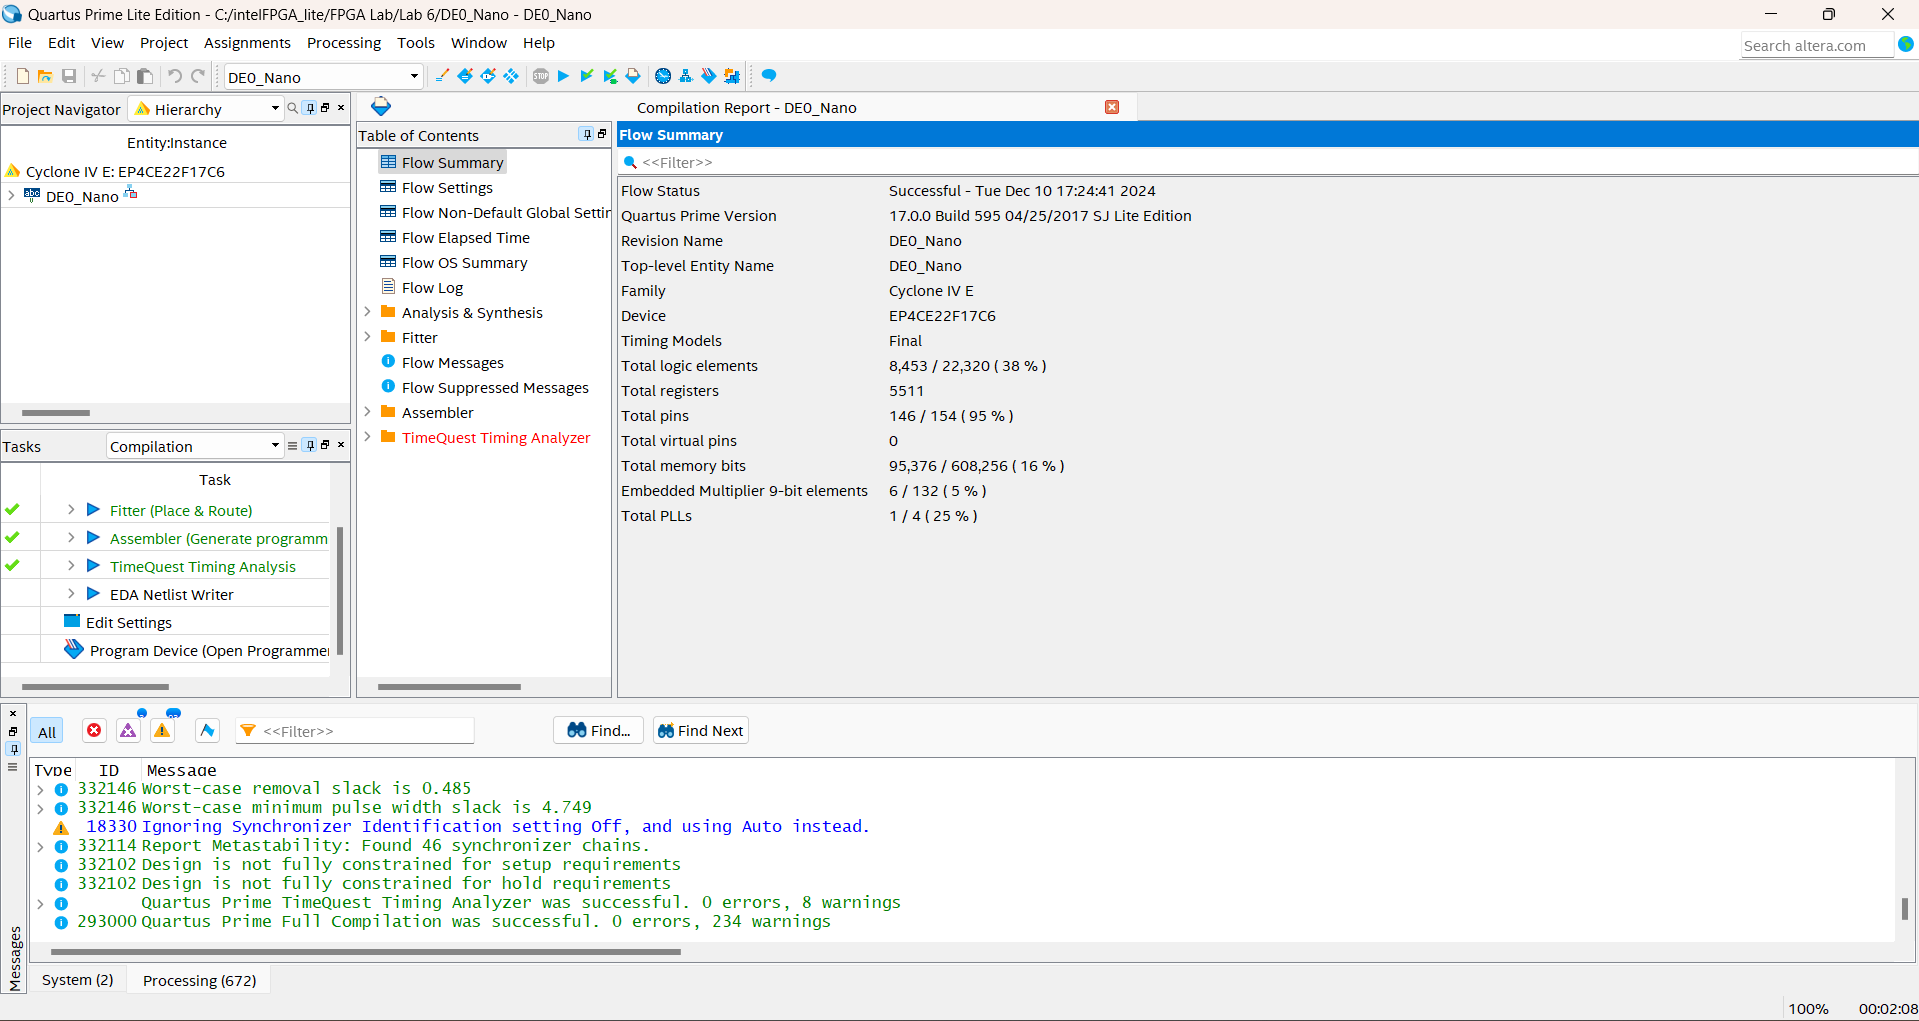 Quartus Prime Lite Edition - C:/intelFPGA_lite/FPGA Lab/Lab 6/DE0_Nano - DE0_Nano
File Edit View Project Assignments Processing Tools Window Help
Search altera.com
DE0_Nano
STOP
Project Navigator Hierarchy
Entity:Instance
Cyclone IV E: EP4CE22F17C6
abc DE0_Nano
Tasks Compilation
Task
Fitter (Place & Route)
Assembler (Generate programm
TimeQuest Timing Analysis
EDA Netlist Writer
Edit Settings
Program Device (Open Programmer
Compilation Report - DE0_Nano
Table of Contents
Flow Summary
Flow Settings
Flow Non-Default Global Settin
Flow Elapsed Time
Flow OS Summary
Flow Log
Analysis & Synthesis
Fitter
Flow Messages
Flow Suppressed Messages
Assembler
TimeQuest Timing Analyzer
Flow Summary
<<Filter>>
Flow Status Successful - Tue Dec 10 17:24:41 2024
Quartus Prime Version 17.0.0 Build 595 04/25/2017 SJ Lite Edition
Revision Name DE0_Nano
Top-level Entity Name DE0_Nano
Family Cyclone IV E
Device EP4CE22F17C6
Timing Models Final
Total logic elements 8,453 / 22,320 ( 38 % )
Total registers 5511
Total pins 146 / 154 ( 95 % )
Total virtual pins 0
Total memory bits 95,376 / 608,256 ( 16 % )
Embedded Multiplier 9-bit elements 6 / 132 ( 5 % )
Total PLLs 1 / 4 ( 25 % )
All <<Filter>> Find... Find Next
Type ID Message
332146 Worst-case removal slack is 0.485
332146 Worst-case minimum pulse width slack is 4.749
18330 Ignoring Synchronizer Identification setting Off, and using Auto instead.
332114 Report Metastability: Found 46 synchronizer chains.
332102 Design is not fully constrained for setup requirements
332102 Design is not fully constrained for hold requirements
Quartus Prime TimeQuest Timing Analyzer was successful. 0 errors, 8 warnings
293000 Quartus Prime Full Compilation was successful. 0 errors, 234 warnings
Messages
System (2) Processing (672)
100% 00:02:08